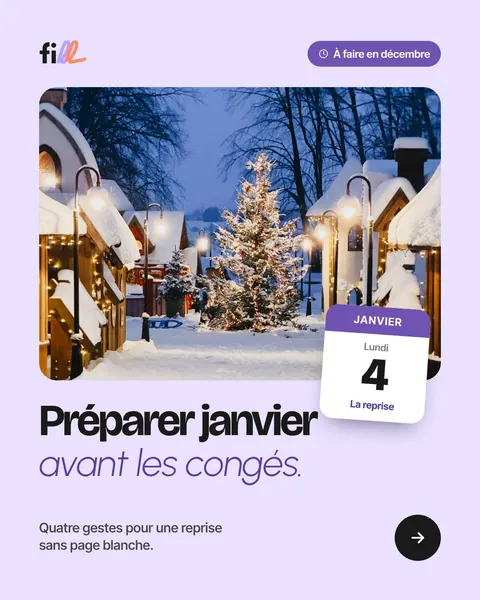 fill
À faire en décembre
JANVIER
Lundi
4
La reprise
Préparer janvier
avant les congés.
Quatre gestes pour une reprise
sans page blanche.